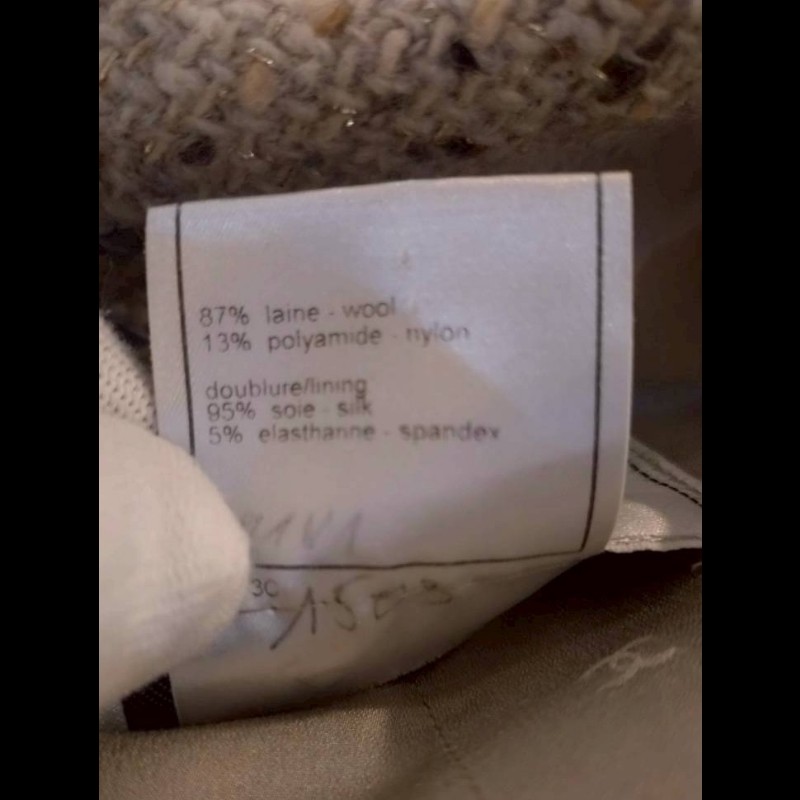 87% laine - wool
13% polyamide - nylon
doublure/lining
95% soie - silk
5% elasthanne - spandex